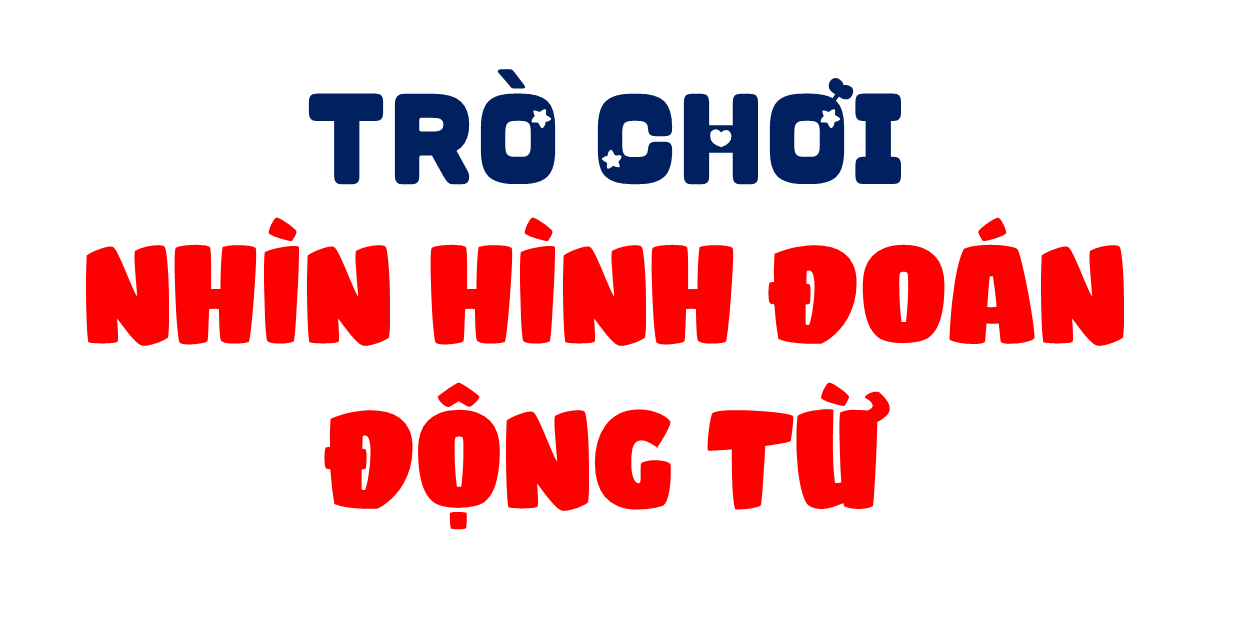 TRÒ CHƠI
NHÌN HÌNH ĐOÁN
ĐỘNG TỪ